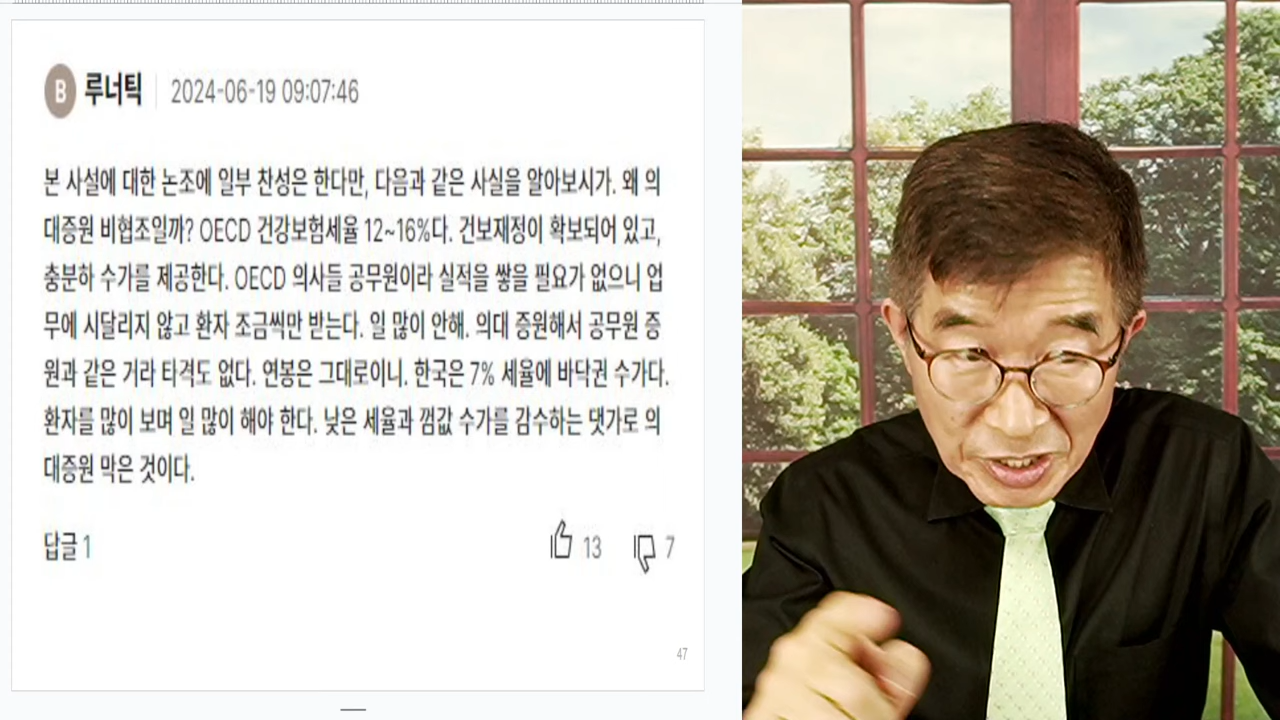 B 루너틱 2024-06-19 09:07:46
본 사설에 대한 논조에 일부 찬성은 한다만, 다음과 같은 사실을 알아보시가. 왜 의
대증원 비협조일까? OECD 건강보험세율 12~16%다. 건보재정이 확보되어 있고,
충분하 수가를 제공한다. OECD 의사들 공무원이라 실적을 쌓을 필요가 없으니 업
무에 시달리지 않고 환자 조금씩만 받는다. 일 많이 안해. 의대 증원해서 공무원 증
원과 같은 거라 타격도 없다. 연봉은 그대로이니. 한국은 7% 세율에 바닥권 수가다.
환자를 많이 보며 일 많이 해야 한다. 낮은 세율과 껌값 수가를 감수하는 댓가로 의
대증원 막은 것이다.
답글 1 13 7
47